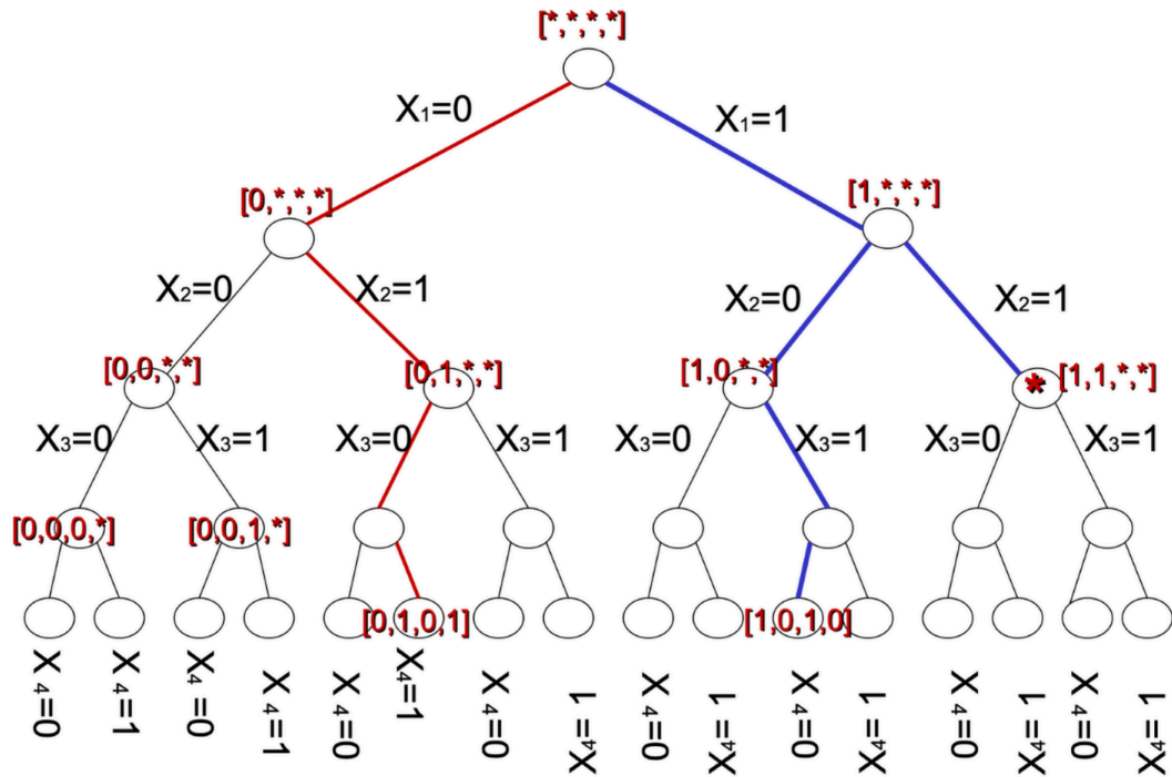 [*,*,*,*]
X₁=0
X₁=1
[0,*,*,*]
[1,*,*,*]
X₂=0
X₂=1
X₂=0
X₂=1
[0,0,*,*]
[0,1,*,*]
[1,0,*,*]
*
[1,1,*,*]
X₃=0
X₃=1
X₃=0
X₃=1
X₃=0
X₃=1
X₃=0
X₃=1
[0,0,0,*]
[0,0,1,*]
[0,1,0,1]
[1,0,1,0]
X₄=0
X₄=1
X₄=0
X₄=1
X₄=0
X₄=1
X₄=0
X₄=1
X₄=0
X₄=1
X₄=0
X₄=1
X₄=0
X₄=1
X₄=0
X₄=1